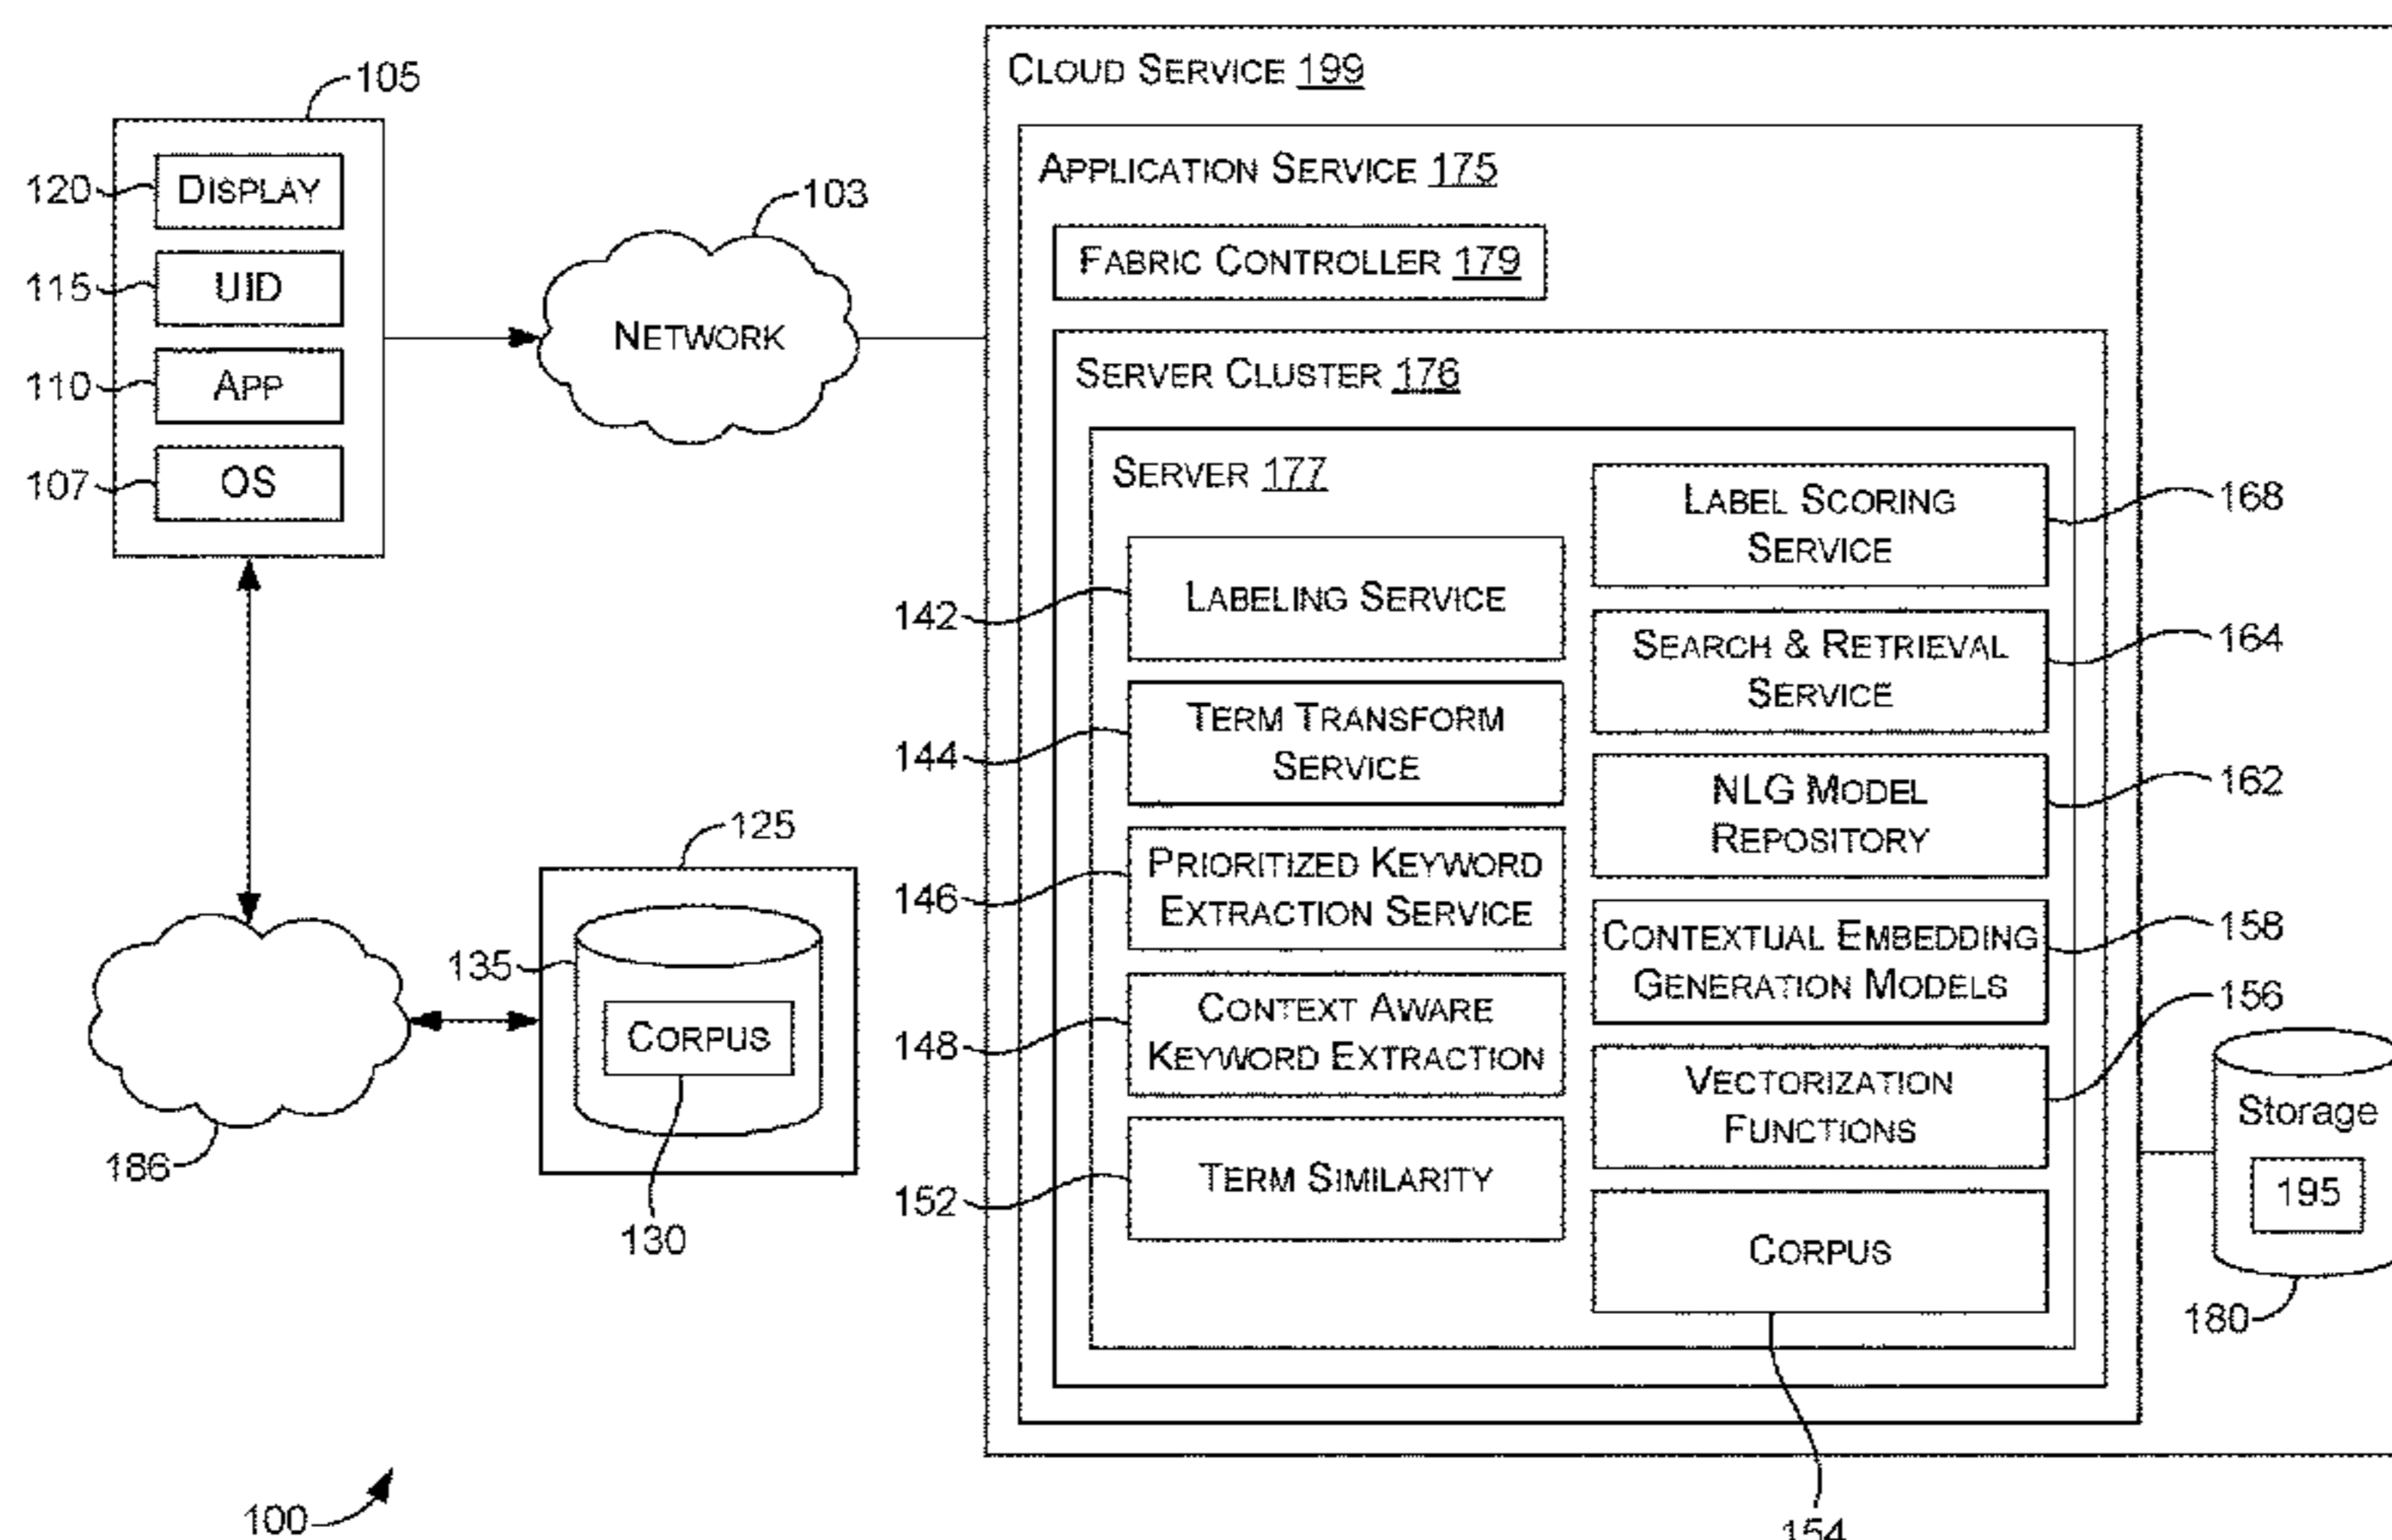 105
120
DISPLAY
115
UID
110
APP
107
OS
103
NETWORK
CLOUD SERVICE 199
APPLICATION SERVICE 175
FABRIC CONTROLLER 179
SERVER CLUSTER 176
SERVER 177
142
LABELING SERVICE
144
TERM TRANSFORM
SERVICE
146
PRIORITIZED KEYWORD
EXTRACTION SERVICE
148
CONTEXT AWARE
KEYWORD EXTRACTION
152
TERM SIMILARITY
LABEL SCORING
SERVICE
168
SEARCH & RETRIEVAL
SERVICE
164
NLG MODEL
REPOSITORY
162
CONTEXTUAL EMBEDDING
GENERATION MODELS
158
VECTORIZATION
FUNCTIONS
156
CORPUS
154
Storage
195
180
125
135
CORPUS
130
186
100